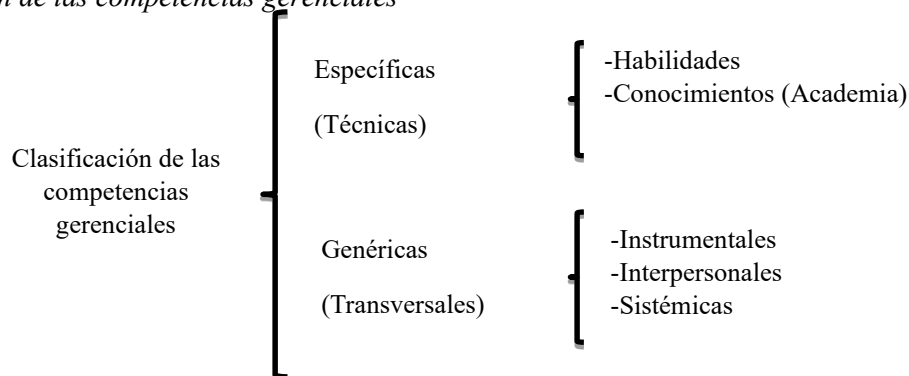 de las competencias gerenciales
Clasificación de las
competencias
gerenciales
Específicas
(Técnicas)
-Habilidades
-Conocimientos (Academia)
Genéricas
(Transversales)
-Instrumentales
-Interpersonales
-Sistémicas